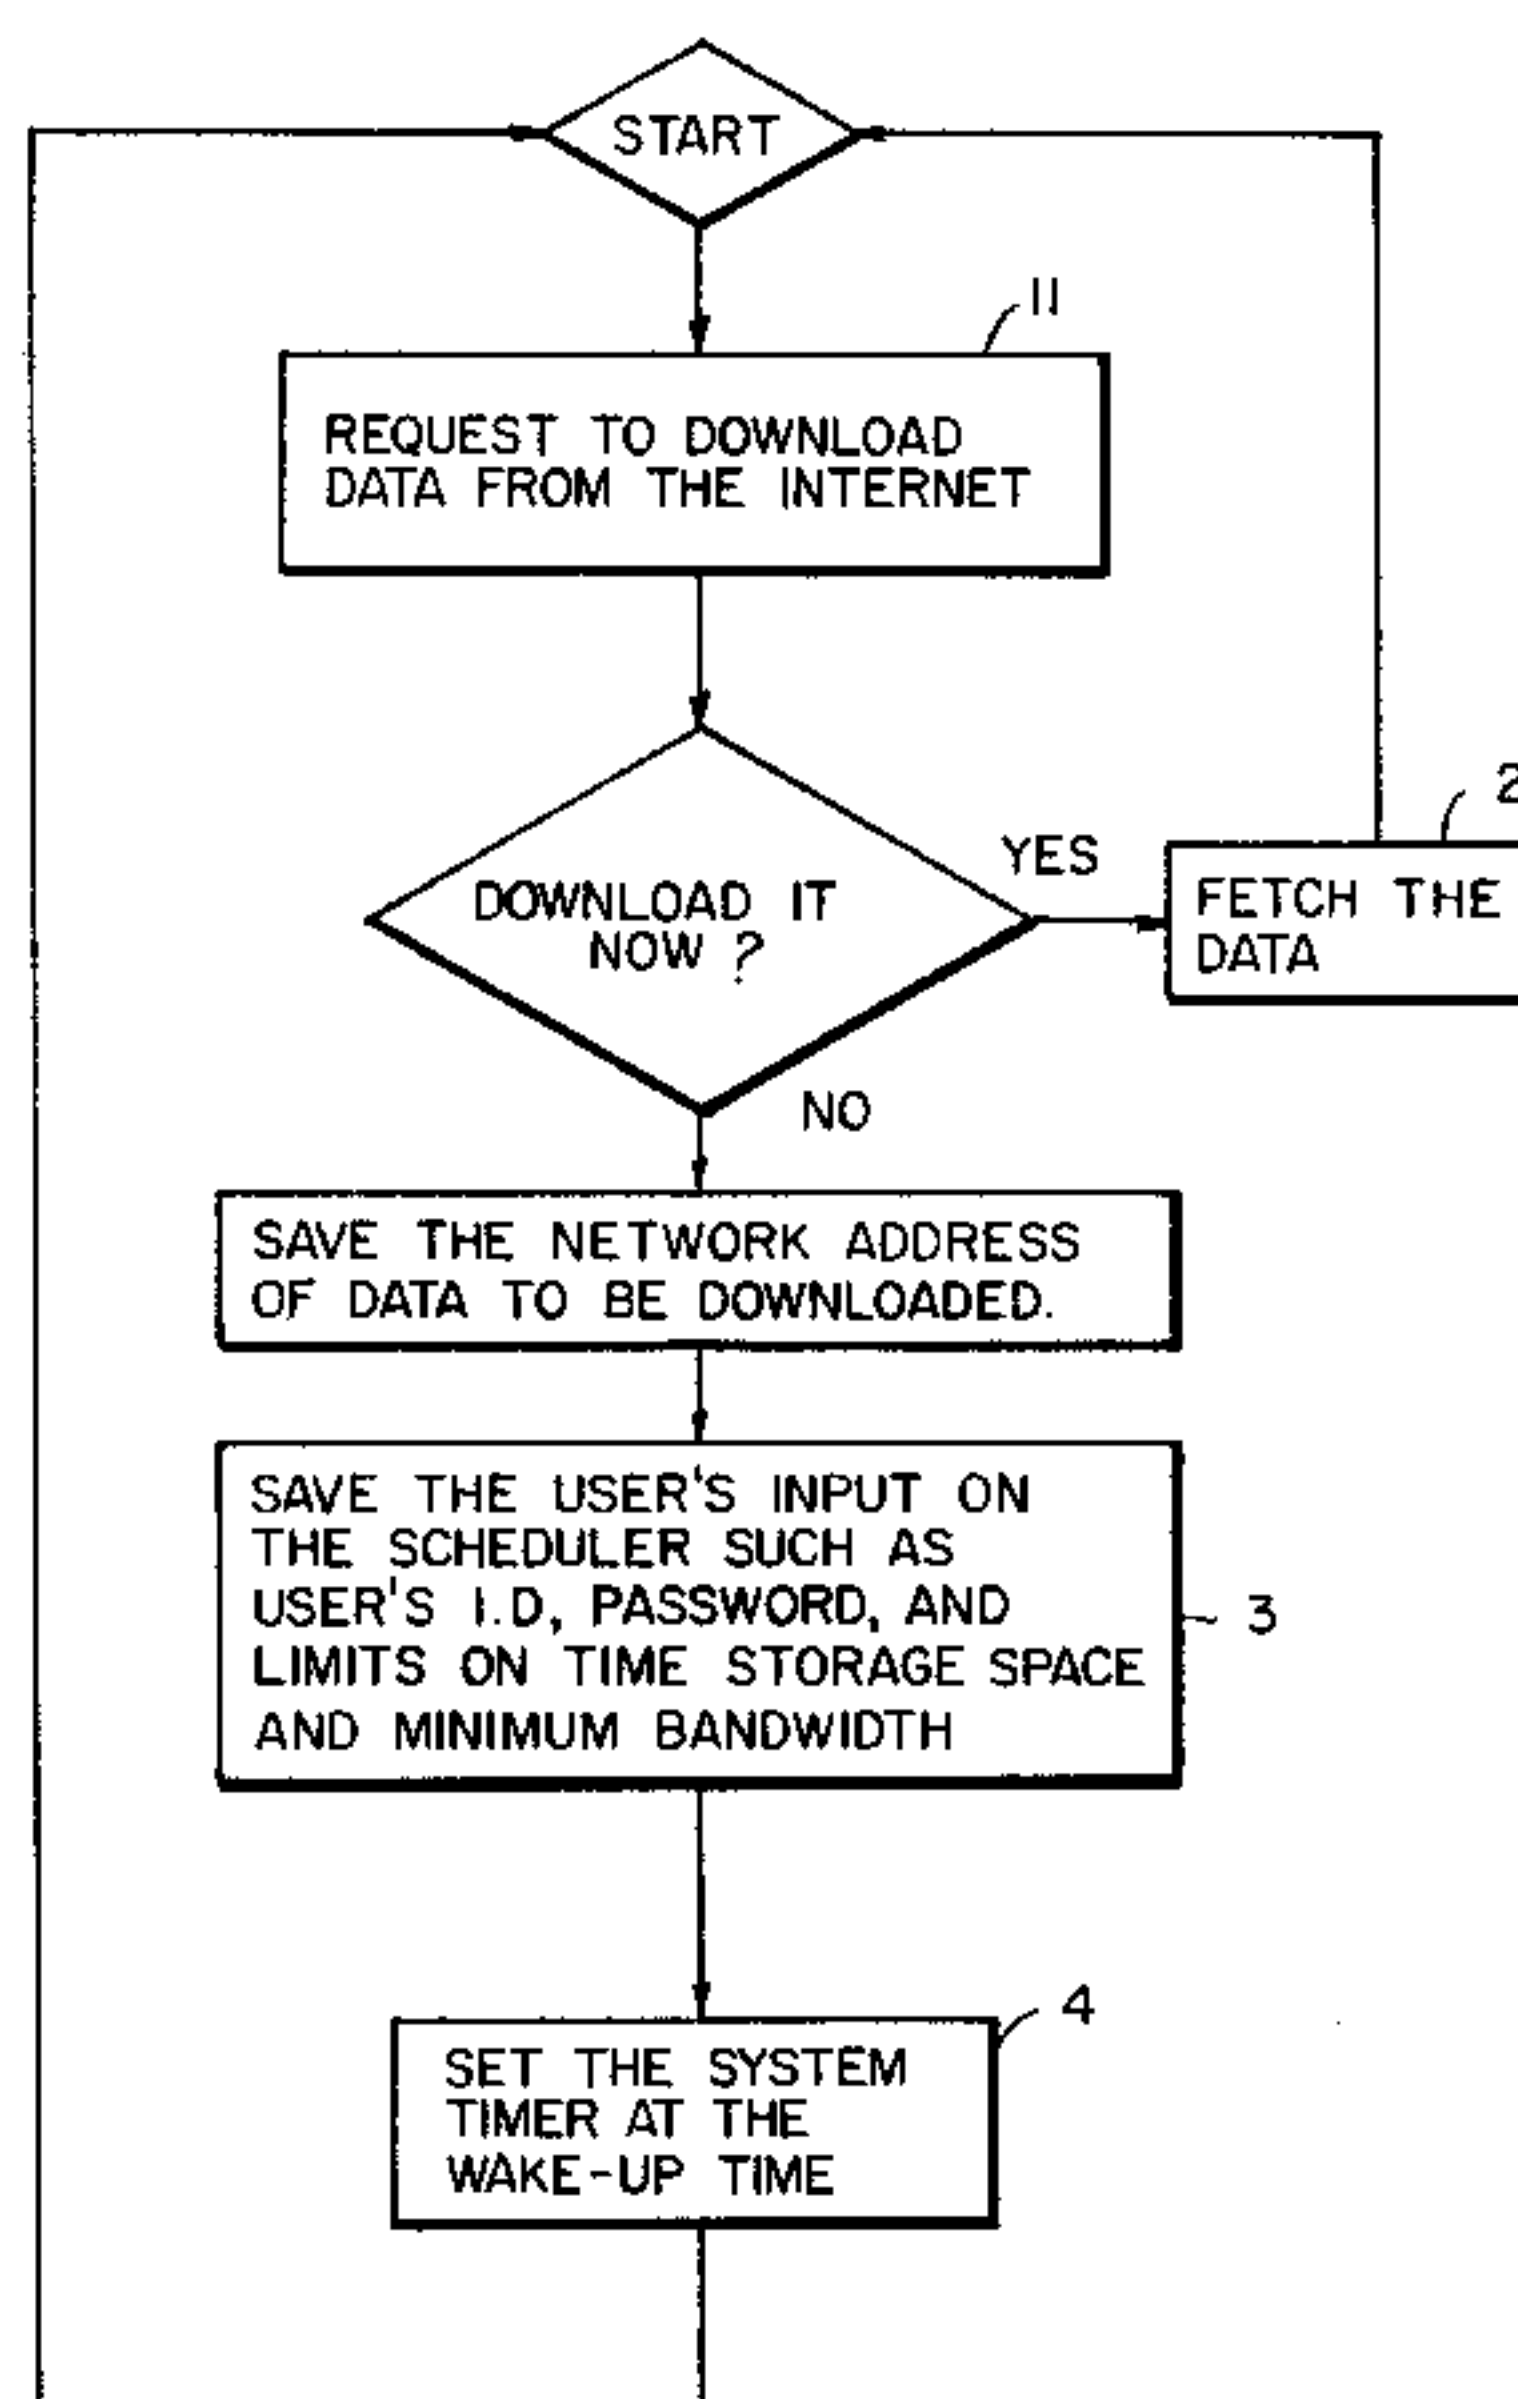 START
11
REQUEST TO DOWNLOAD
DATA FROM THE INTERNET
DOWNLOAD IT
NOW ?
YES
2
FETCH THE
DATA
NO
SAVE THE NETWORK ADDRESS
OF DATA TO BE DOWNLOADED.
SAVE THE USER'S INPUT ON
THE SCHEDULER SUCH AS
USER'S I.D, PASSWORD, AND
LIMITS ON TIME STORAGE SPACE
AND MINIMUM BANDWIDTH
3
4
SET THE SYSTEM
TIMER AT THE
WAKE-UP TIME